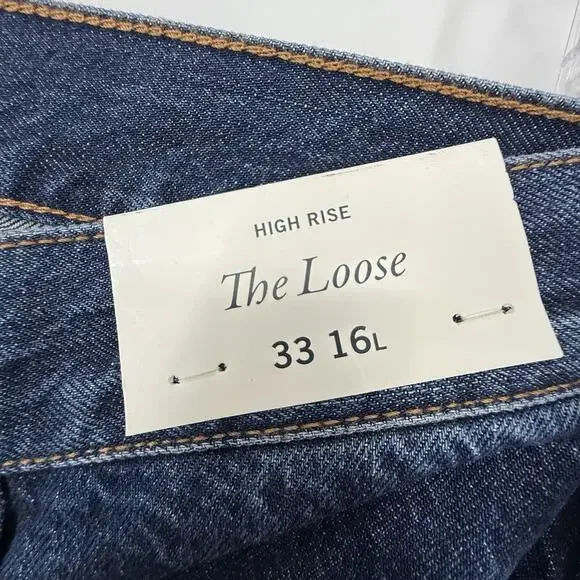 HIGH RISE
The Loose
33 16L